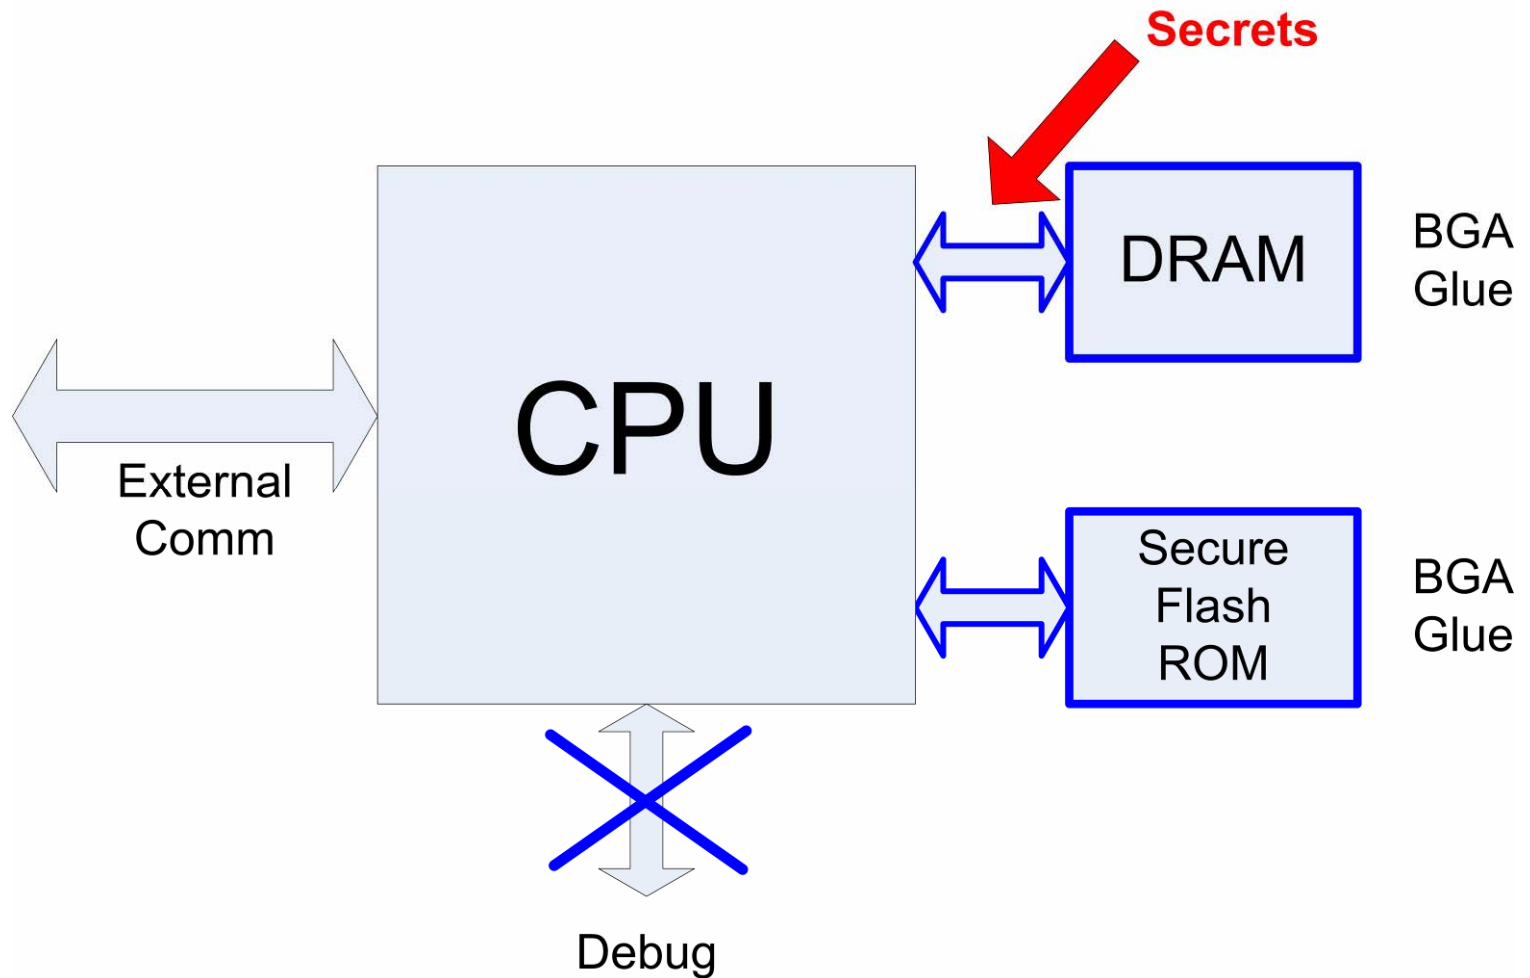 Secrets
DRAM
BGA
Glue
CPU
External
Comm
Secure
Flash
ROM
BGA
Glue
Debug